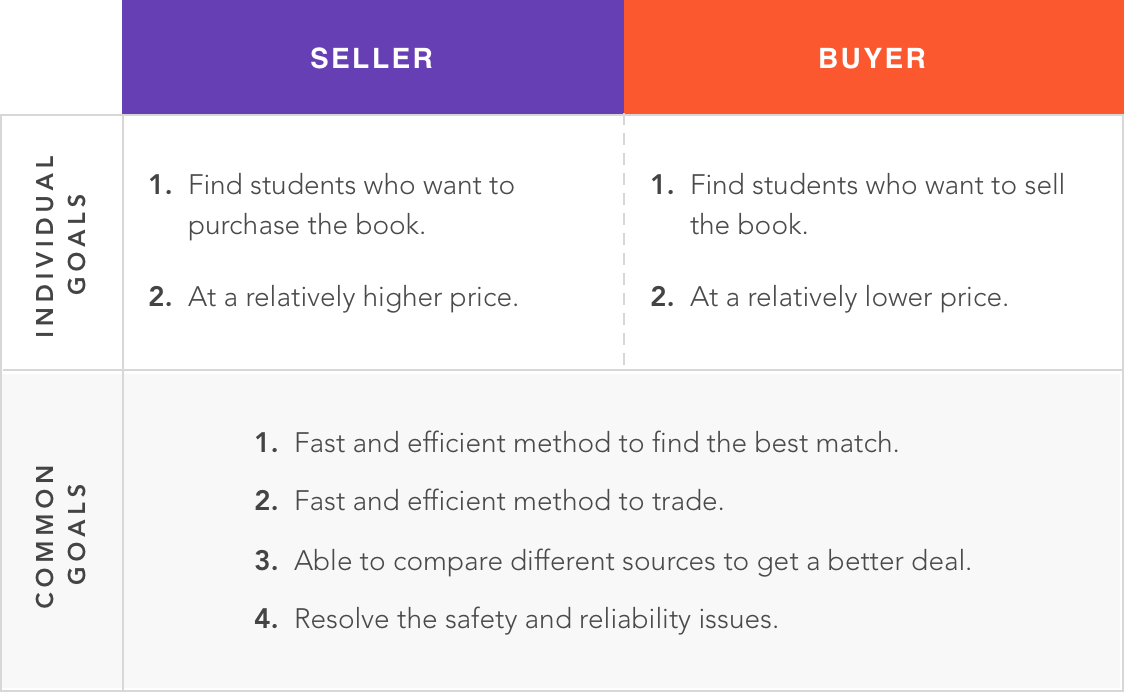 SELLER
BUYER
INDIVIDUAL
GOALS
1. Find students who want to
purchase the book.
2. At a relatively higher price.
1. Find students who want to sell
the book.
2. At a relatively lower price.
COMMON
GOALS
1. Fast and efficient method to find the best match.
2. Fast and efficient method to trade.
3. Able to compare different sources to get a better deal.
4. Resolve the safety and reliability issues.